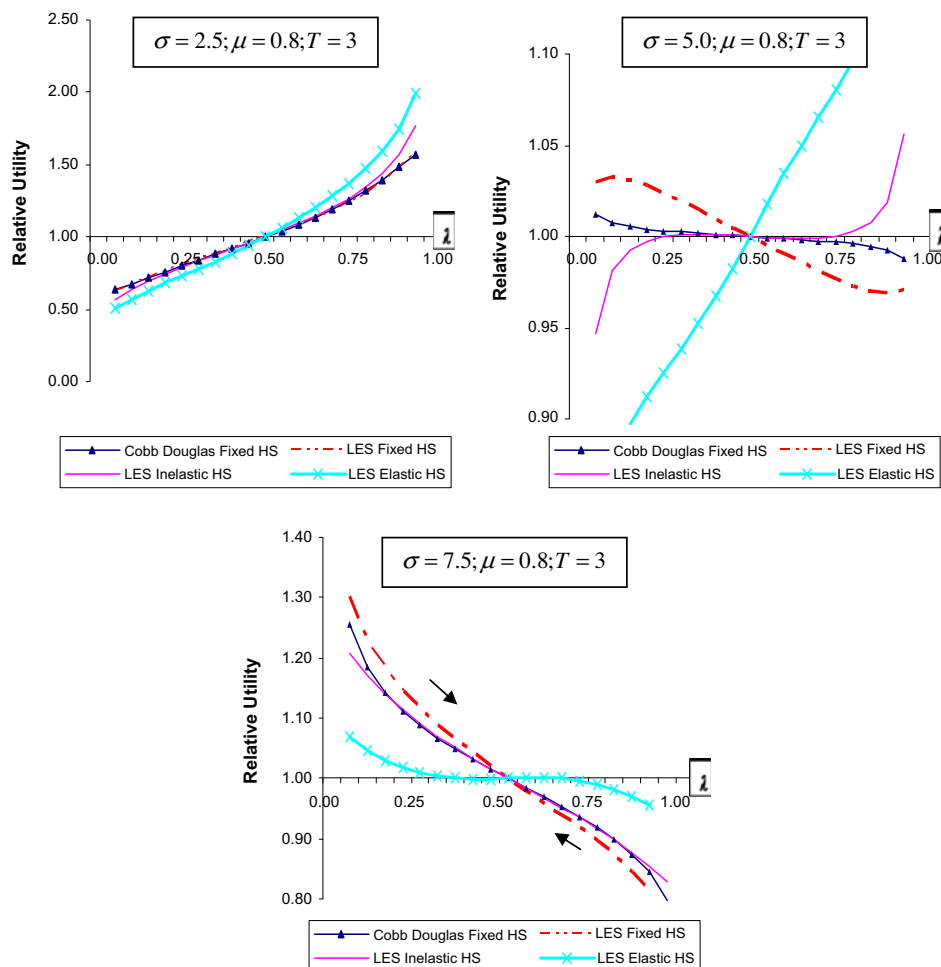 σ = 2.5; μ = 0.8; T = 3
Relative Utility
2.50
2.00
1.50
1.00
0.50
0.00
0.00 0.25 0.50 0.75 1.00
λ
Cobb Douglas Fixed HS
LES Fixed HS
LES Inelastic HS
LES Elastic HS
σ = 5.0; μ = 0.8; T = 3
Relative Utility
1.10
1.05
1.00
0.95
0.90
0.00 0.25 0.50 0.75 1.00
λ
Cobb Douglas Fixed HS
LES Fixed HS
LES Inelastic HS
LES Elastic HS
σ = 7.5; μ = 0.8; T = 3
Relative Utility
1.40
1.30
1.20
1.10
1.00
0.90
0.80
0.00 0.25 0.50 0.75 1.00
λ
Cobb Douglas Fixed HS
LES Fixed HS
LES Inelastic HS
LES Elastic HS